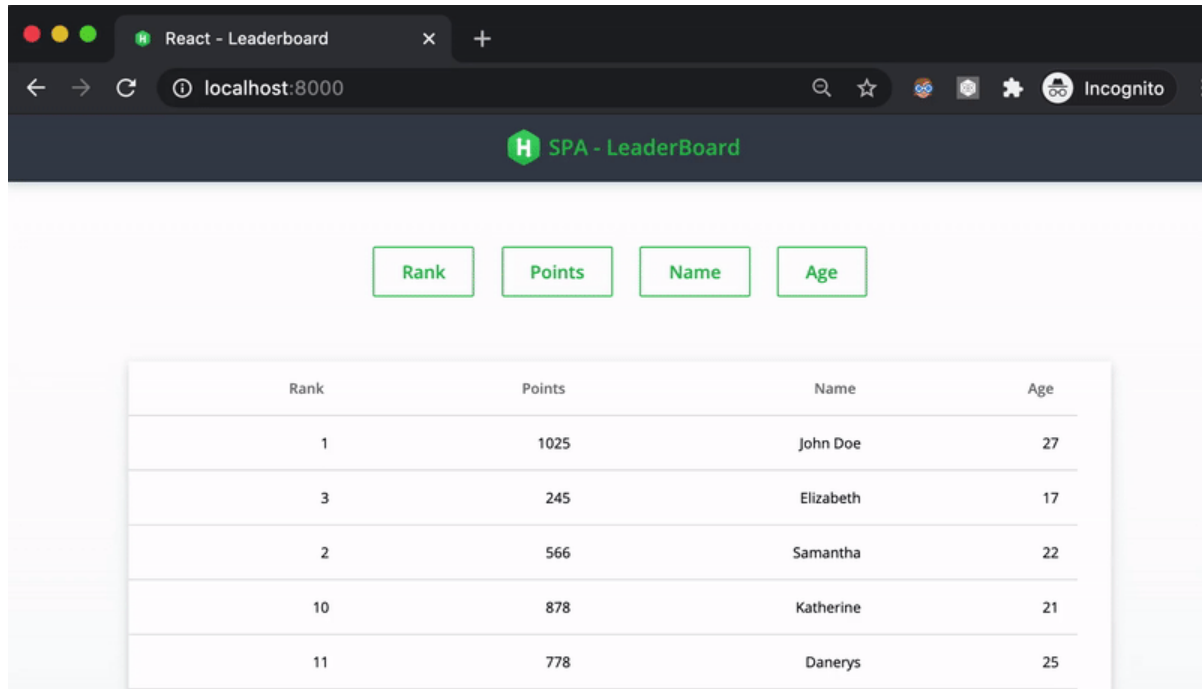 React - Leaderboard
localhost:8000
Incognito
H SPA - LeaderBoard
Rank Points Name Age
Rank Points Name Age
1 1025 John Doe 27
3 245 Elizabeth 17
2 566 Samantha 22
10 878 Katherine 21
11 778 Danerys 25